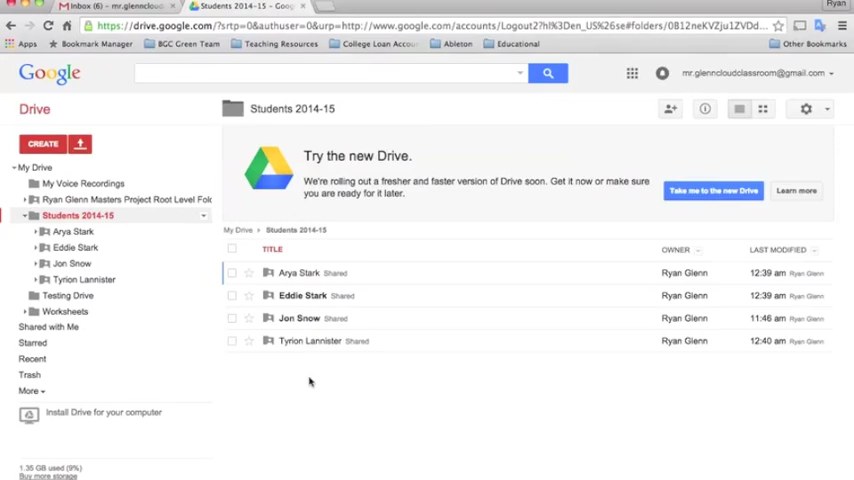 Inbox (6) - mr.glenncloud
Students 2014-15 - Goo
Ryan
https://drive.google.com/?srtp=0&authuser=0&urp=http://www.google.com/accounts/Logout2?hl%3Den_US%26se#folders/0B12neKVZju1ZVDd...
Apps Bookmark Manager BGC Green Team Teaching Resources College Loan Accou Ableton Educational Other Bookmarks
Google mr.glenncloudclassroom@gmail.com
Drive Students 2014-15
CREATE
Try the new Drive.
We're rolling out a fresher and faster version of Drive soon. Get it now or make sure
you are ready for it later.
Take me to the new Drive Learn more
My Drive
My Voice Recordings
Ryan Glenn Masters Project Root Level Fold
Students 2014-15
Arya Stark
Eddie Stark
Jon Snow
Tyrion Lannister
Testing Drive
Worksheets
Shared with Me
Starred
Recent
Trash
More
Install Drive for your computer
1.35 GB used (9%)
Buy more storage
My Drive Students 2014-15
TITLE OWNER LAST MODIFIED
Arya Stark Shared Ryan Glenn 12:39 am Ryan Glenn
Eddie Stark Shared Ryan Glenn 12:39 am Ryan Glenn
Jon Snow Shared Ryan Glenn 11:46 am Ryan Glenn
Tyrion Lannister Shared Ryan Glenn 12:40 am Ryan Glenn